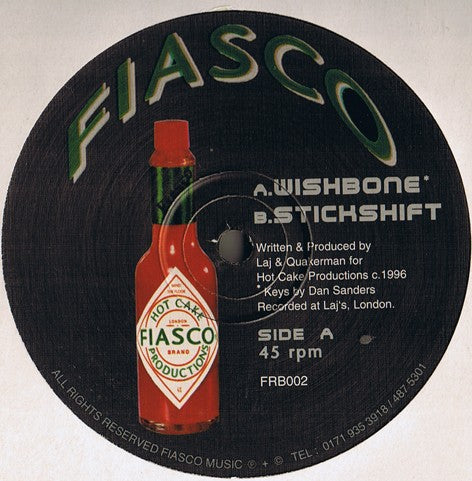 FIASCO
A.WISHBONE*
B.STICKSHIFT
Written & Produced by
Laj & Quakerman for
Hot Cake Productions c.1996
* Keys by Dan Sanders
Recorded at Laj's, London.
SIDE A
45 rpm
FRB002
HOT CAKE
LONDON
FIASCO
BRAND
PRODUCTIONS
ALL RIGHTS RESERVED FIASCO MUSIC ℗ + © TEL : 0171 935 3918 / 487 5301